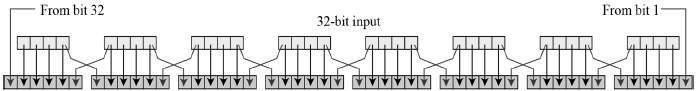 From bit 32
From bit 1
32-bit input